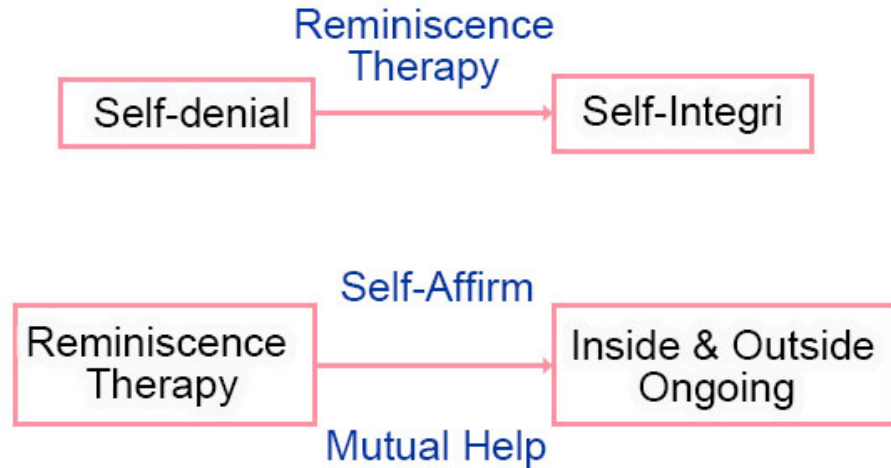 Reminiscence
Therapy
Self-denial
Self-Integri
Self-Affirm
Reminiscence
Therapy
Inside & Outside
Ongoing
Mutual Help